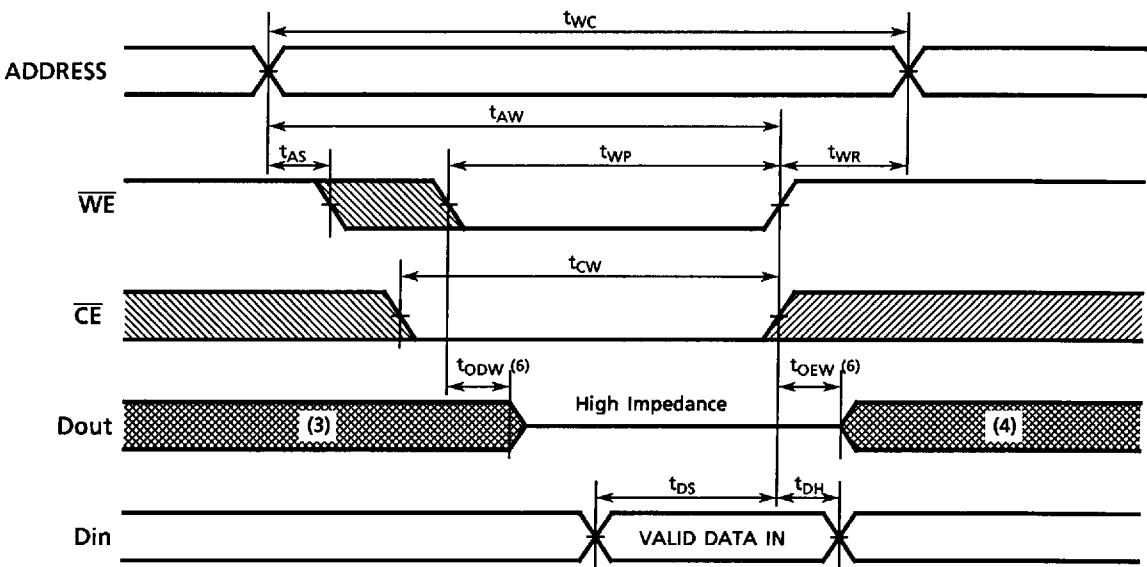 tWC
ADDRESS
tAW
tAS
tWP
tWR
WE
tCW
CE
tODW (6)
tOEW (6)
High Impedance
Dout
(3)
(4)
tDS
tDH
Din
VALID DATA IN